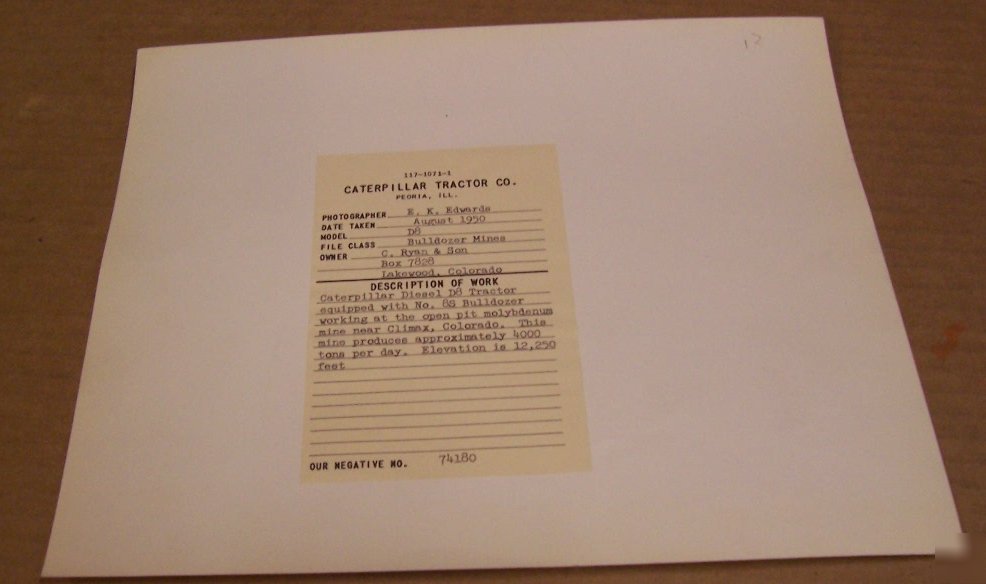 12
117-1071-1
CATERPILLAR TRACTOR CO.
PEORIA, ILL.
PHOTOGRAPHER E. K. Edwards
DATE TAKEN August 1950
MODEL D8
FILE CLASS Bulldozer Mines
OWNER C. Ryan & Son
Box 7828
Lakewood, Colorado
DESCRIPTION OF WORK
Caterpillar Diesel D8 Tractor
equipped with No. 8S Bulldozer
working at the open pit molybdenum
mine near Climax, Colorado. This
mine produces approximately 4000
tons per day. Elevation is 12,250
feet
OUR NEGATIVE NO. 74180